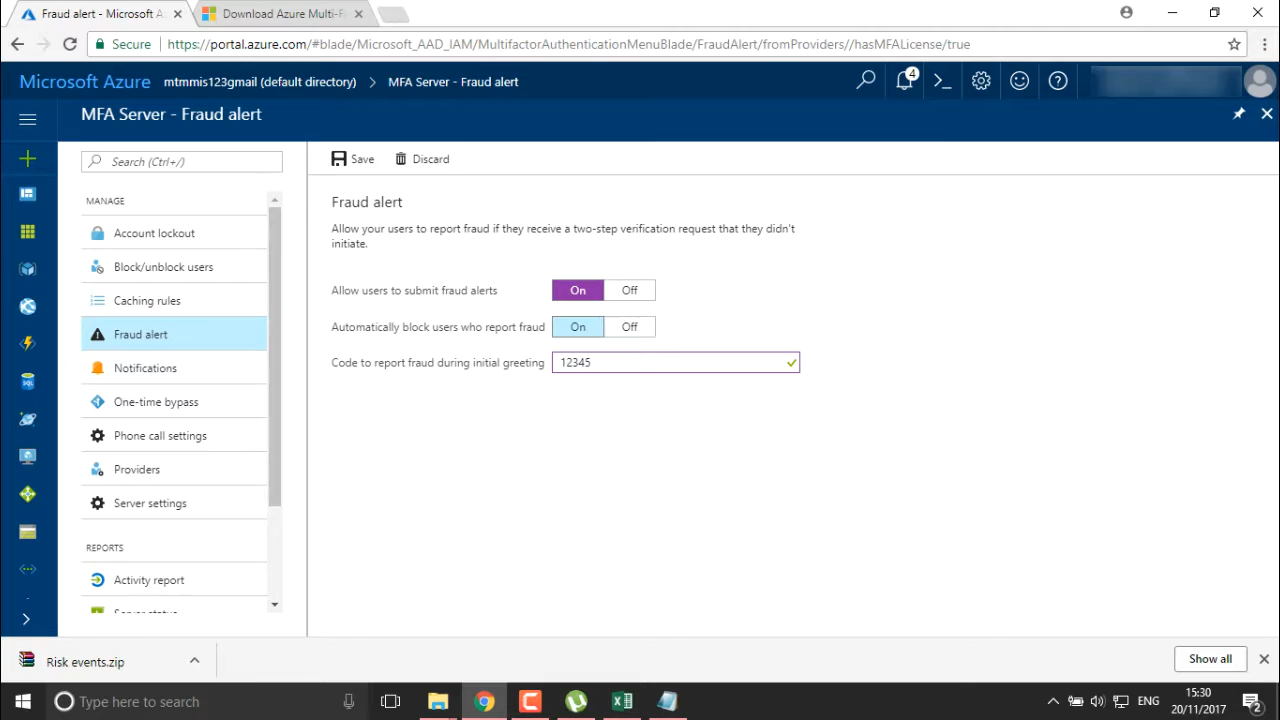 Fraud alert - Microsoft A
Download Azure Multi-F
Secure
https://portal.azure.com/#blade/Microsoft_AAD_IAM/MultifactorAuthenticationMenuBlade/FraudAlert/fromProviders//hasMFALicense/true
Microsoft Azure mtmmis123gmail (default directory) > MFA Server - Fraud alert
4
MFA Server - Fraud alert
Search (Ctrl+/)
MANAGE
Account lockout
Block/unblock users
Caching rules
Fraud alert
Notifications
One-time bypass
Phone call settings
Providers
Server settings
REPORTS
Activity report
Server status
Save Discard
Fraud alert
Allow your users to report fraud if they receive a two-step verification request that they didn't
initiate.
Allow users to submit fraud alerts On Off
Automatically block users who report fraud On Off
Code to report fraud during initial greeting 12345
Risk events.zip
Show all
Type here to search
ENG
15:30
20/11/2017
2